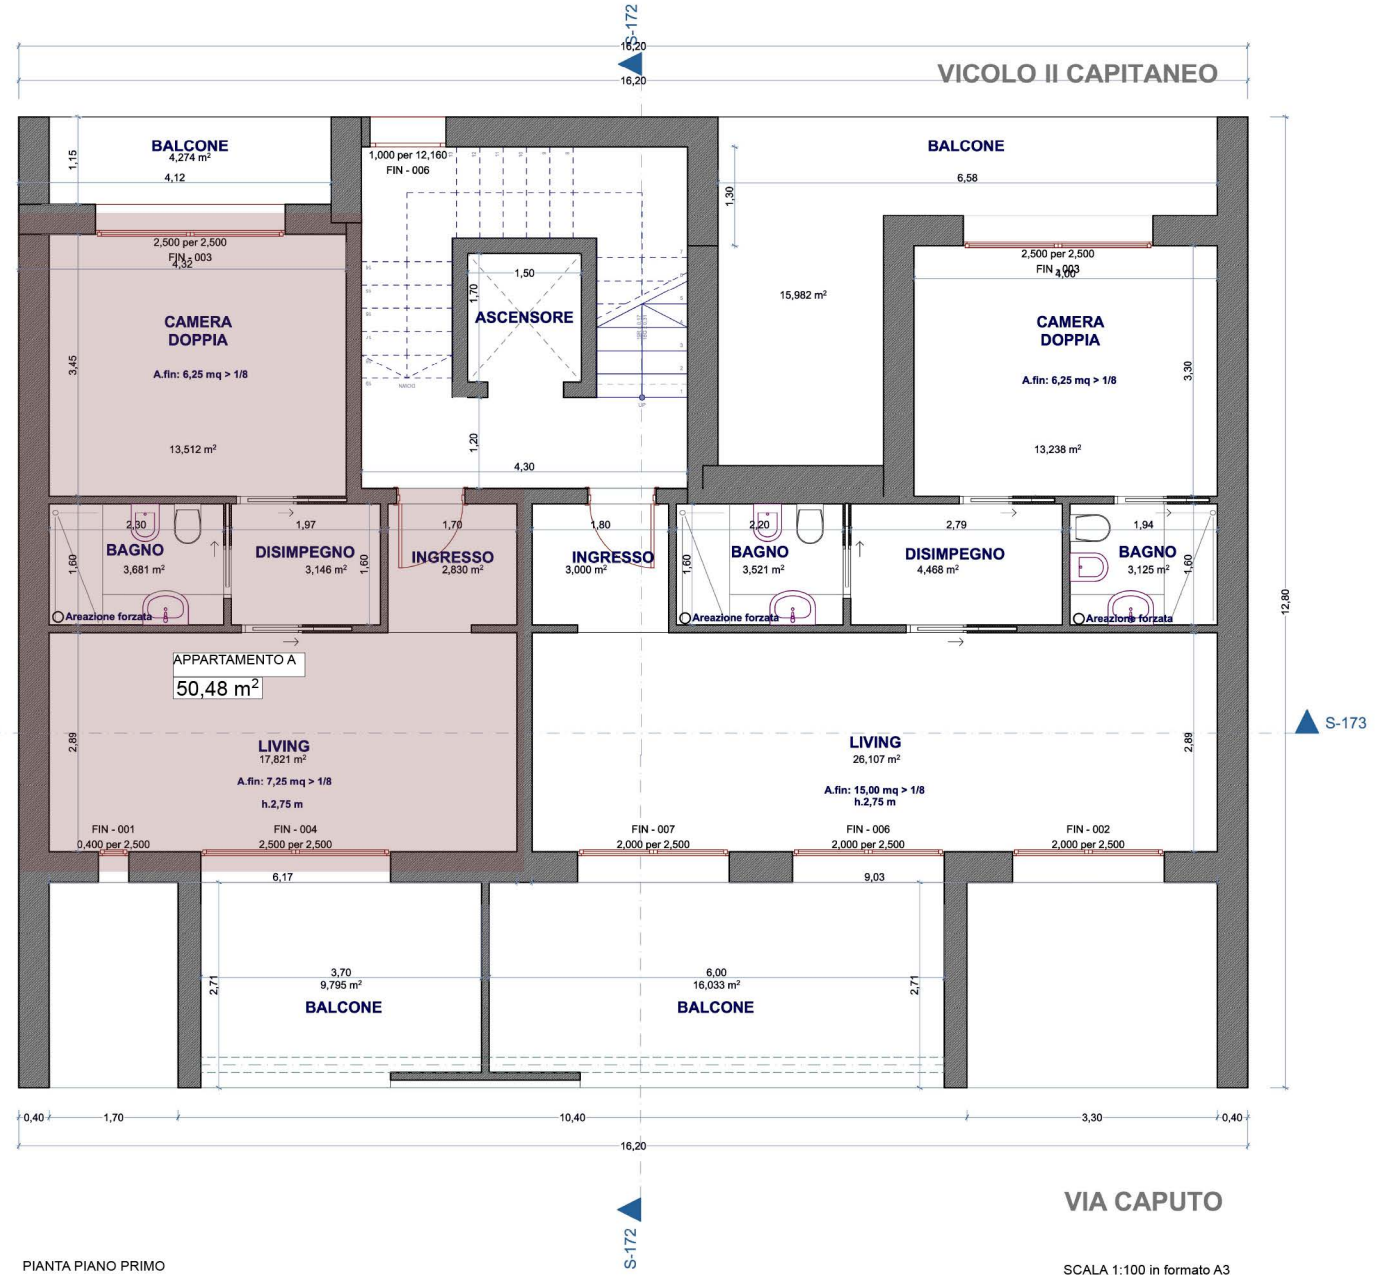 S-172
16,20
16,20
VICOLO II CAPITANEO
BALCONE
4,274 m²
1,15
4,12
1,000 per 12,160
FIN - 006
BALCONE
6,58
1,30
2,500 per 2,500
FIN - 003
4,32
1,50
1,70
ASCENSORE
15,982 m²
2,500 per 2,500
FIN - 003
4,00
CAMERA
DOPPIA
A.fin: 6,25 mq > 1/8
3,45
13,512 m²
CAMERA
DOPPIA
A.fin: 6,25 mq > 1/8
3,30
13,238 m²
UP
1,20
4,30
2,30
BAGNO
3,681 m²
1,60
Areazione forzata
1,97
DISIMPEGNO
3,146 m²
1,60
1,70
INGRESSO
2,830 m²
1,80
INGRESSO
3,000 m²
2,20
BAGNO
3,521 m²
1,60
Areazione forzata
2,79
DISIMPEGNO
4,468 m²
1,94
BAGNO
3,125 m²
1,60
Areazione forzata
12,80
APPARTAMENTO A
50,48 m²
LIVING
17,821 m²
A.fin: 7,25 mq > 1/8
h.2,75 m
2,89
LIVING
26,107 m²
A.fin: 15,00 mq > 1/8
h.2,75 m
2,89
S-173
FIN - 001
0,400 per 2,500
FIN - 004
2,500 per 2,500
FIN - 007
2,000 per 2,500
FIN - 006
2,000 per 2,500
FIN - 002
2,000 per 2,500
6,17
9,03
2,71
3,70
9,795 m²
BALCONE
6,00
16,033 m²
BALCONE
2,71
0,40
1,70
10,40
3,30
0,40
16,20
VIA CAPUTO
S-172
PIANTA PIANO PRIMO
SCALA 1:100 in formato A3